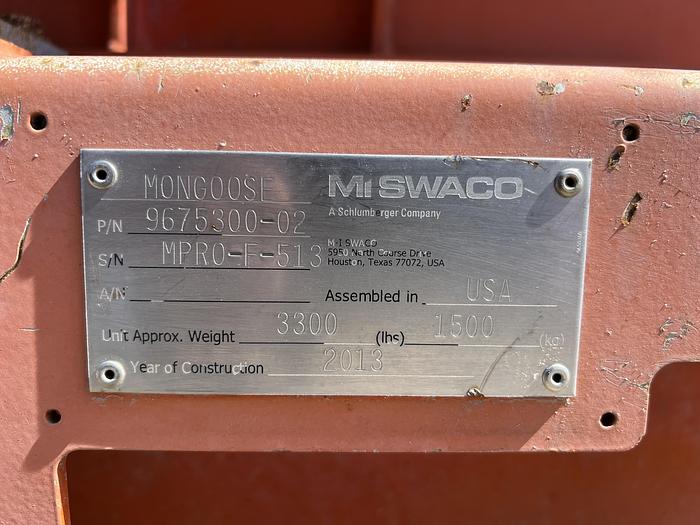 MONGOOSE
MI SWACO
A Schlumberger Company
P/N 9675300-02
S/N MPRO-F-513
M-I SWACO
5950 North Course Drive
Houston, Texas 77072, USA
A/N
Assembled in USA
Unit Approx. Weight 3300 (lbs) 1500 (kg)
Year of Construction 2013